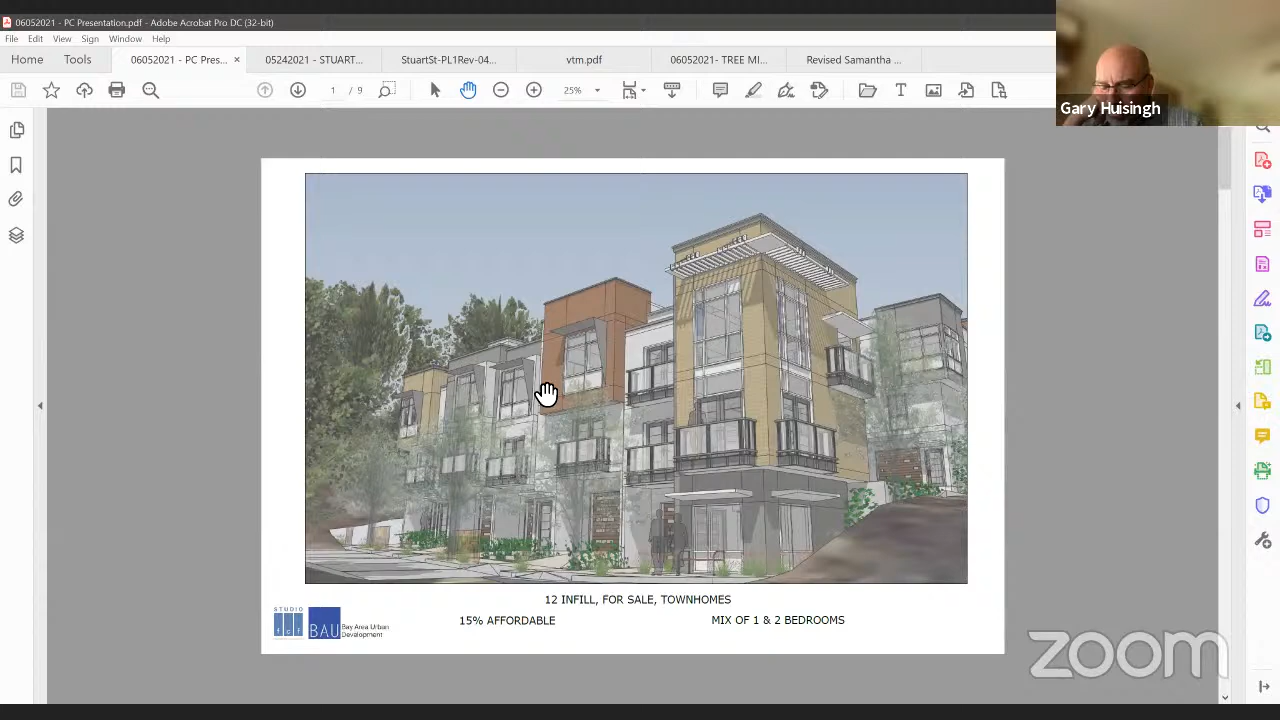 06052021 - PC Presentation.pdf - Adobe Acrobat Pro DC (32-bit)
File Edit View Sign Window Help
Home Tools 06052021 - PC Pres... × 05242021 - STUART... StuartSt-PL1Rev-04... vtm.pdf 06052021 - TREE MI... Revised Samantha ...
1 / 9 25%
Gary Huisingh
12 INFILL, FOR SALE, TOWNHOMES
15% AFFORDABLE MIX OF 1 & 2 BEDROOMS
STUDIO
BAU Bay Area Urban
Development
zoom